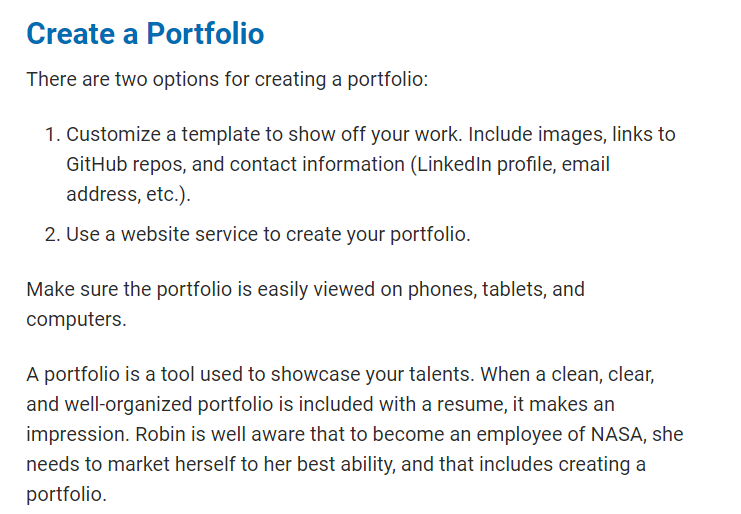 Create a Portfolio
There are two options for creating a portfolio:
1. Customize a template to show off your work. Include images, links to
GitHub repos, and contact information (LinkedIn profile, email
address, etc.).
2. Use a website service to create your portfolio.
Make sure the portfolio is easily viewed on phones, tablets, and
computers.
A portfolio is a tool used to showcase your talents. When a clean, clear,
and well-organized portfolio is included with a resume, it makes an
impression. Robin is well aware that to become an employee of NASA, she
needs to market herself to her best ability, and that includes creating a
portfolio.